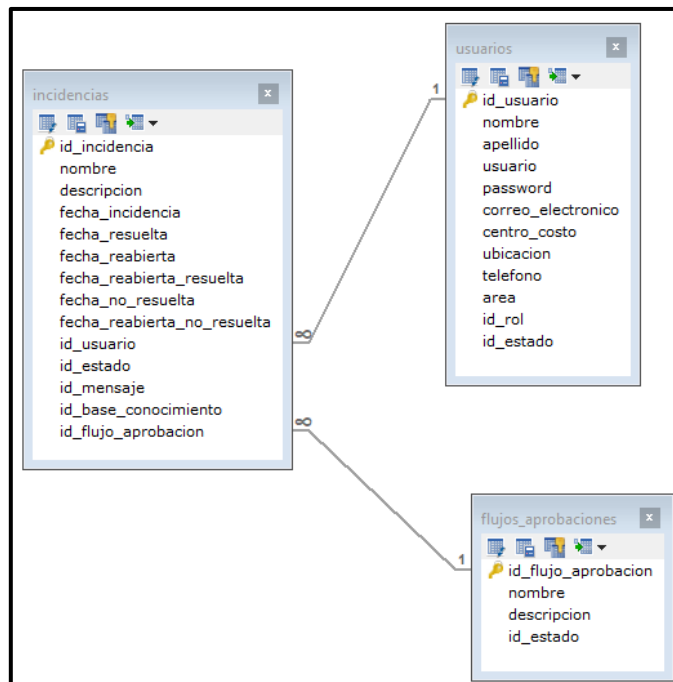 incidencias
id_incidencia
nombre
descripcion
fecha_incidencia
fecha_resuelta
fecha_reabierta
fecha_reabierta_resuelta
fecha_no_resuelta
fecha_reabierta_no_resuelta
id_usuario
id_estado
id_mensaje
id_base_conocimiento
id_flujo_aprobacion
∞
∞
1
usuarios
id_usuario
nombre
apellido
usuario
password
correo_electronico
centro_costo
ubicacion
telefono
area
id_rol
id_estado
1
flujos_aprobaciones
id_flujo_aprobacion
nombre
descripcion
id_estado